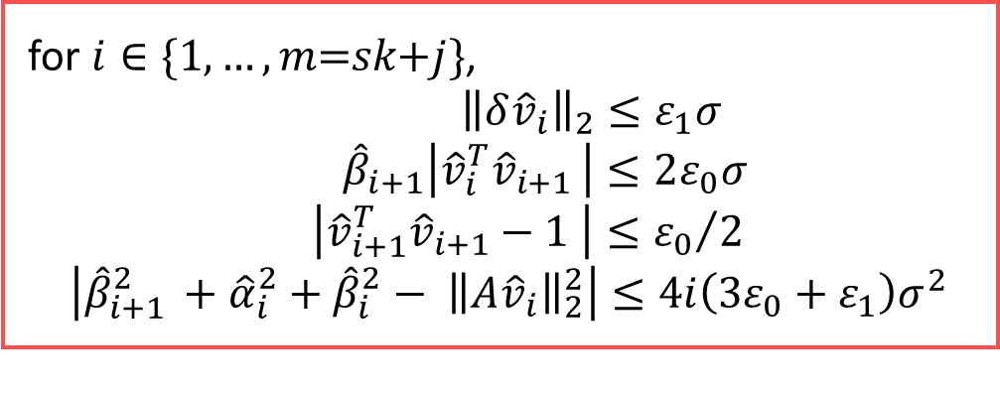 for 𝑖 ∈ {1, … , 𝑚=𝑠𝑘+𝑗},
‖𝛿v̂ᵢ‖₂ ≤ 𝜀₁𝜎
β̂ᵢ₊₁|v̂ᵢᵀv̂ᵢ₊₁| ≤ 2𝜀₀𝜎
|v̂ᵢ₊₁ᵀv̂ᵢ₊₁ − 1| ≤ 𝜀₀/2
|β̂ᵢ₊₁² + α̂ᵢ² + β̂ᵢ² − ‖𝐴v̂ᵢ‖₂²| ≤ 4𝑖(3𝜀₀ + 𝜀₁)𝜎²